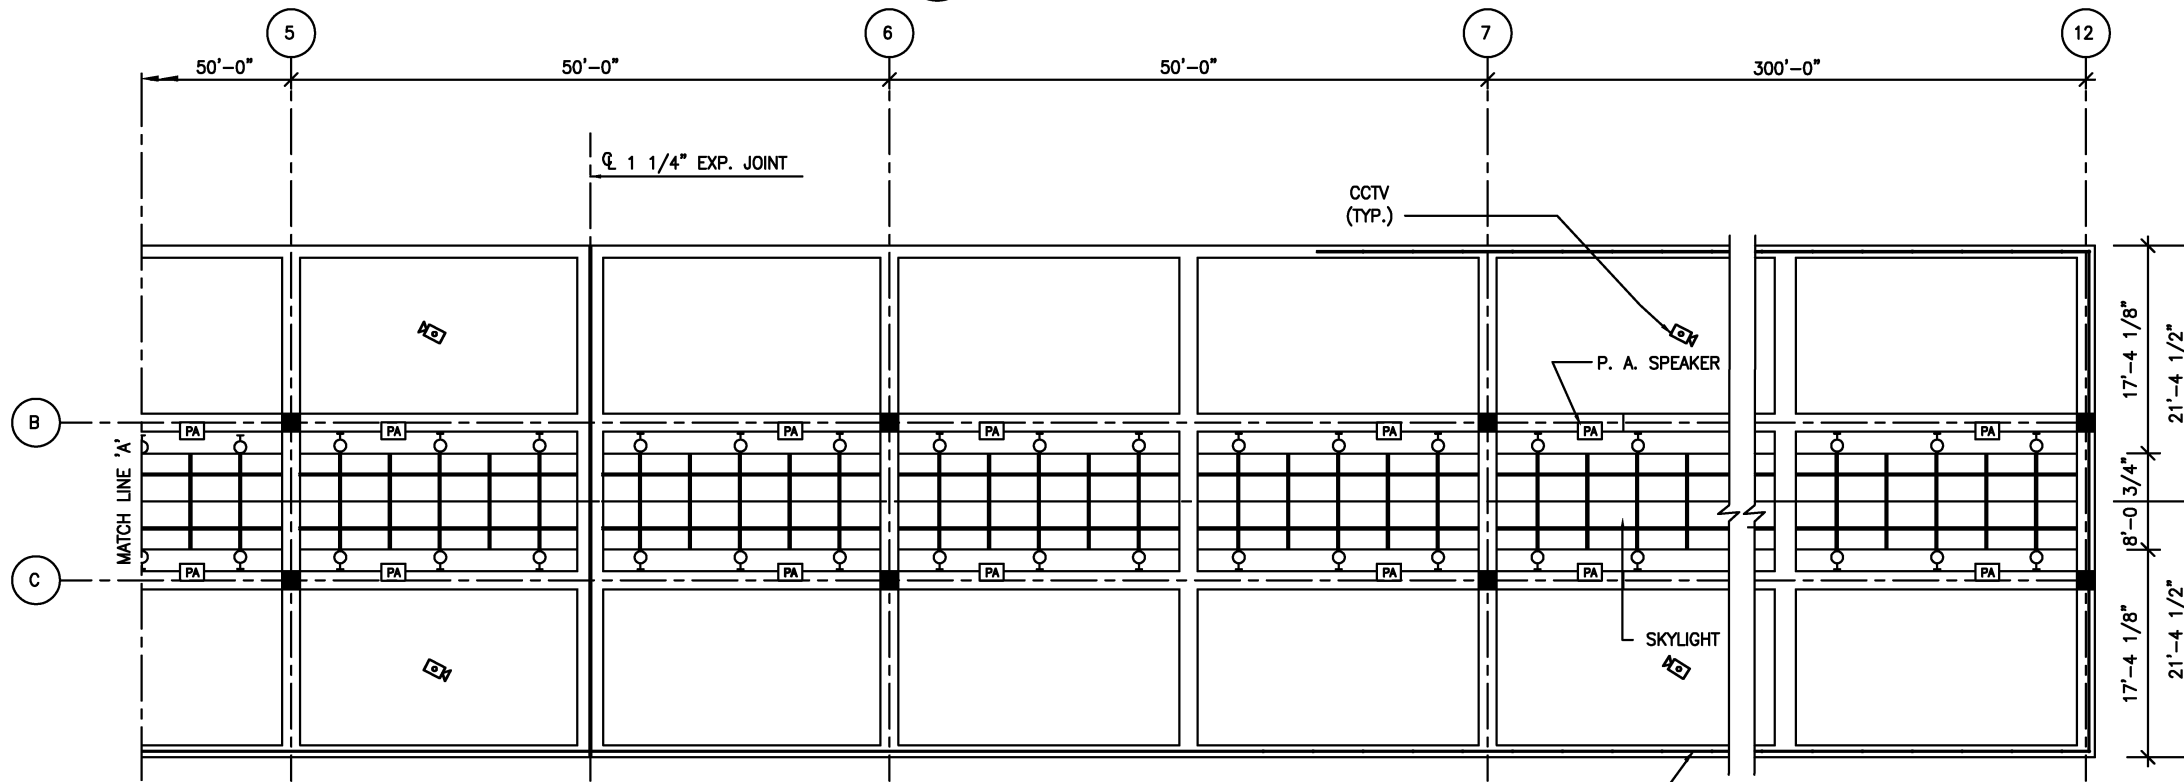 5
6
7
12
50'-0"
50'-0"
50'-0"
300'-0"
℄ 1 1/4" EXP. JOINT
CCTV
(TYP.)
P. A. SPEAKER
B
PA
PA
PA
PA
PA
PA
PA
MATCH LINE 'A'
C
PA
PA
PA
PA
PA
PA
PA
SKYLIGHT
17'-4 1/8"
21'-4 1/2"
8'-0 3/4"
17'-4 1/8"
21'-4 1/2"